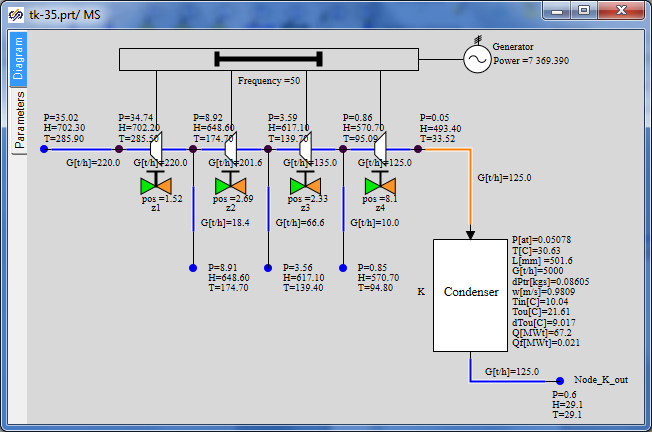 tk-35.prt/ MS
Diagram
Parameters
Generator
Power =7 369.390
Frequency =50
P=35.02
H=702.30
T=285.90
P=34.74
H=702.20
T=285.50
P=8.92
H=648.60
T=174.70
P=3.59
H=617.10
T=139.70
P=0.86
H=570.70
T=95.09
P=0.05
H=493.40
T=33.52
G[t/h]=220.0
G[t/h]=220.0
G[t/h]=201.6
G[t/h]=135.0
G[t/h]=125.0
G[t/h]=125.0
pos =1.52
z1
pos =2.69
z2
pos =2.33
z3
pos =8.1
z4
G[t/h]=18.4
G[t/h]=66.6
G[t/h]=10.0
P=8.91
H=648.60
T=174.70
P=3.56
H=617.10
T=139.40
P=0.85
H=570.70
T=94.80
K
Condenser
P[at]=0.05078
T[C]=30.63
L[mm] =501.6
G[t/h]=5000
dPtr[kgs]=0.08605
w[m/s]=0.9809
Tin[C]=10.04
Tou[C]=21.61
dTou[C]=9.017
Q[MWt]=67.2
Qf[MWt]=0.021
G[t/h]=125.0
Node_K_out
P=0.6
H=29.1
T=29.1